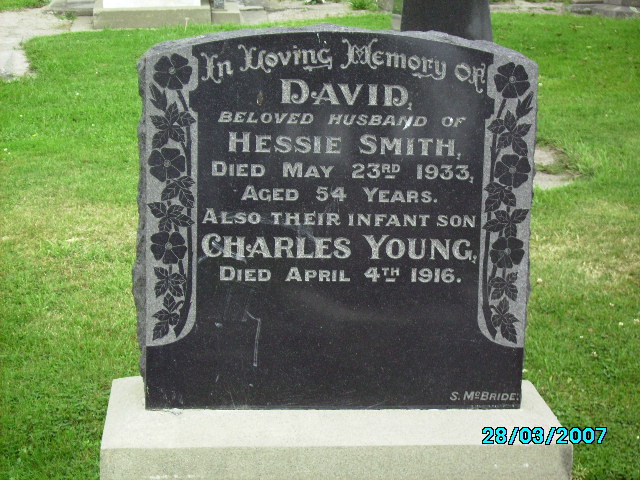 In Loving Memory Of
DAVID,
BELOVED HUSBAND OF
HESSIE SMITH,
DIED MAY 23RD 1933,
AGED 54 YEARS.
ALSO THEIR INFANT SON
CHARLES YOUNG,
DIED APRIL 4TH 1916.
S. McBRIDE.
28/03/2007